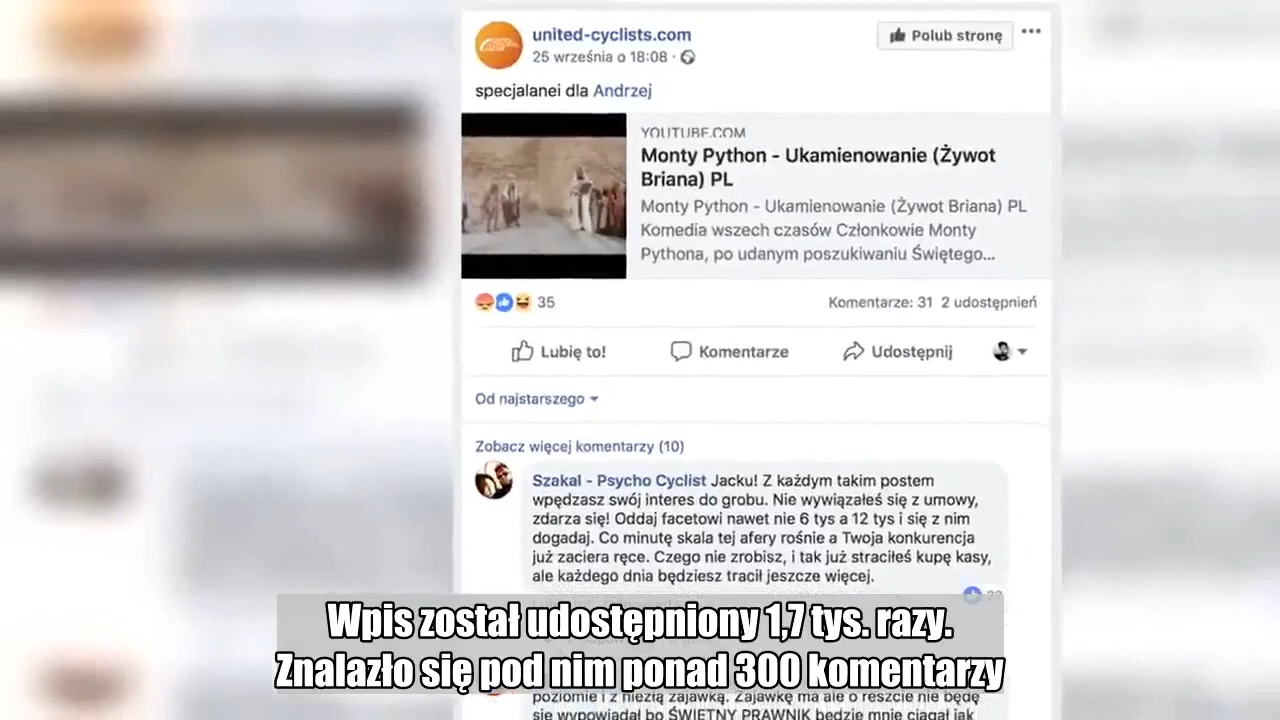 united-cyclists.com
25 września o 18:08 ·
Polub stronę
specjalanei dla Andrzej
YOUTUBE.COM
Monty Python - Ukamienowanie (Żywot
Briana) PL
Monty Python - Ukamienowanie (Żywot Briana) PL
Komedia wszech czasów Członkowie Monty
Pythona, po udanym poszukiwaniu Świętego...
35
Komentarze: 31 2 udostępnień
Lubię to!
Komentarze
Udostępnij
Od najstarszego
Zobacz więcej komentarzy (10)
Szakal - Psycho Cyclist Jacku! Z każdym takim postem
wpędzasz swój interes do grobu. Nie wywiązałeś się z umowy,
zdarza się! Oddaj facetowi nawet nie 6 tys a 12 tys i się z nim
dogadaj. Co minutę skala tej afery rośnie a Twoja konkurencja
już zaciera ręce. Czego nie zrobisz, i tak już straciłeś kupę kasy,
ale każdego dnia będziesz tracił jeszcze więcej.
Wpis został udostępniony 1,7 tys. razy.
Znalazło się pod nim ponad 300 komentarzy
poziomie i z niezłą zajawką. Zajawkę ma ale o reszcie nie będę
się wypowiadał bo ŚWIETNY PRAWNIK będzie mnie ciągał jak